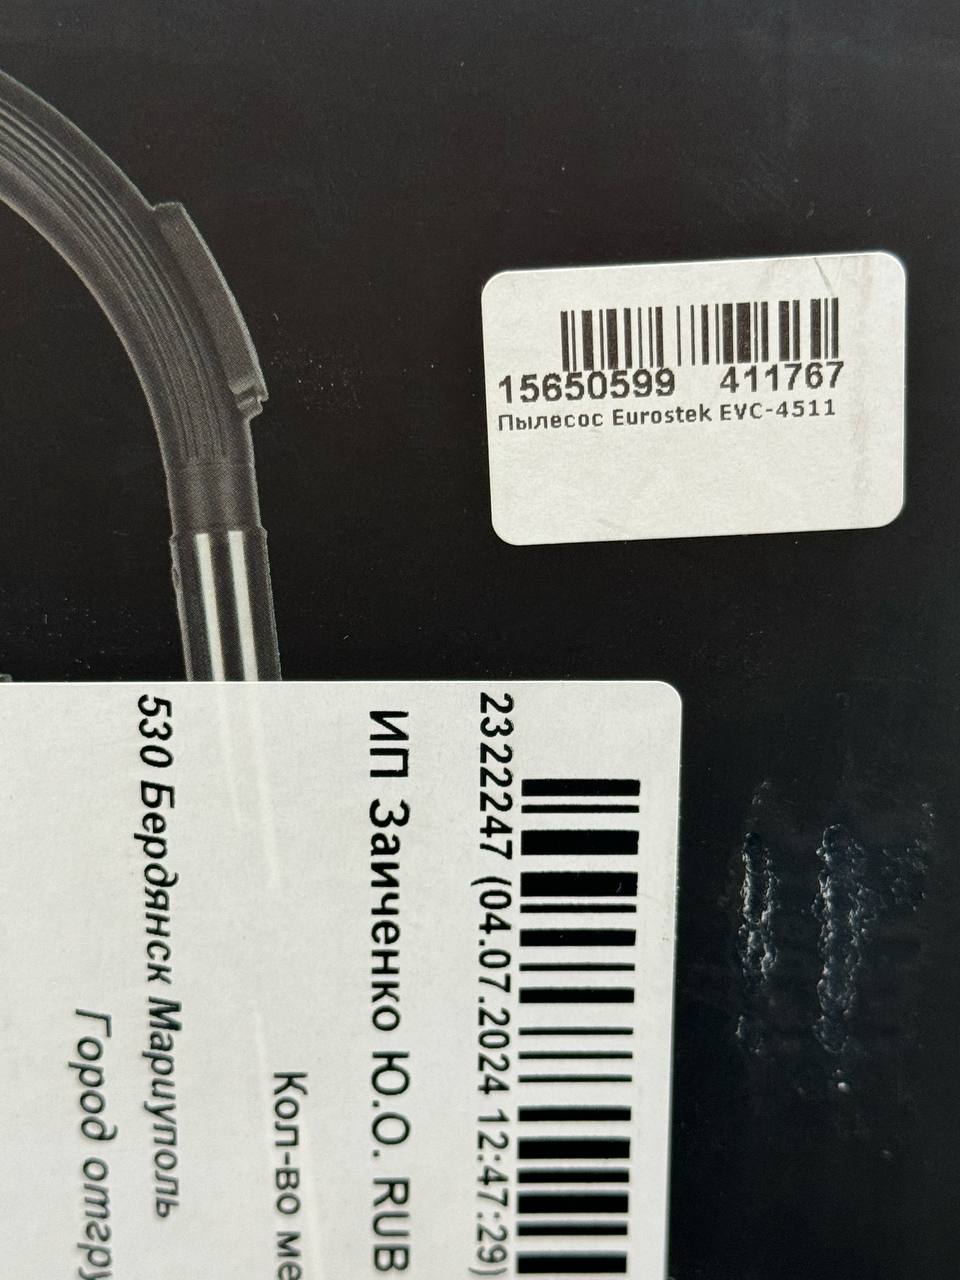 15650599 411767
Пылесос Eurostek EVC-4511
2322247 (04.07.2024 12:47:29)
ИП Заиченко Ю.О. RUB
Кол-во ме
530 Бердянск Мариуполь
Город отгру